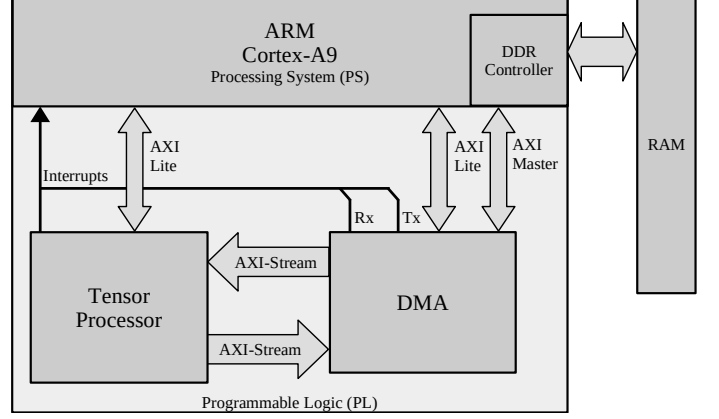 ARM
Cortex-A9
Processing System (PS)
DDR
Controller
RAM
AXI
Lite
AXI
Lite
AXI
Master
Interrupts
Rx
Tx
AXI-Stream
Tensor
Processor
DMA
AXI-Stream
Programmable Logic (PL)